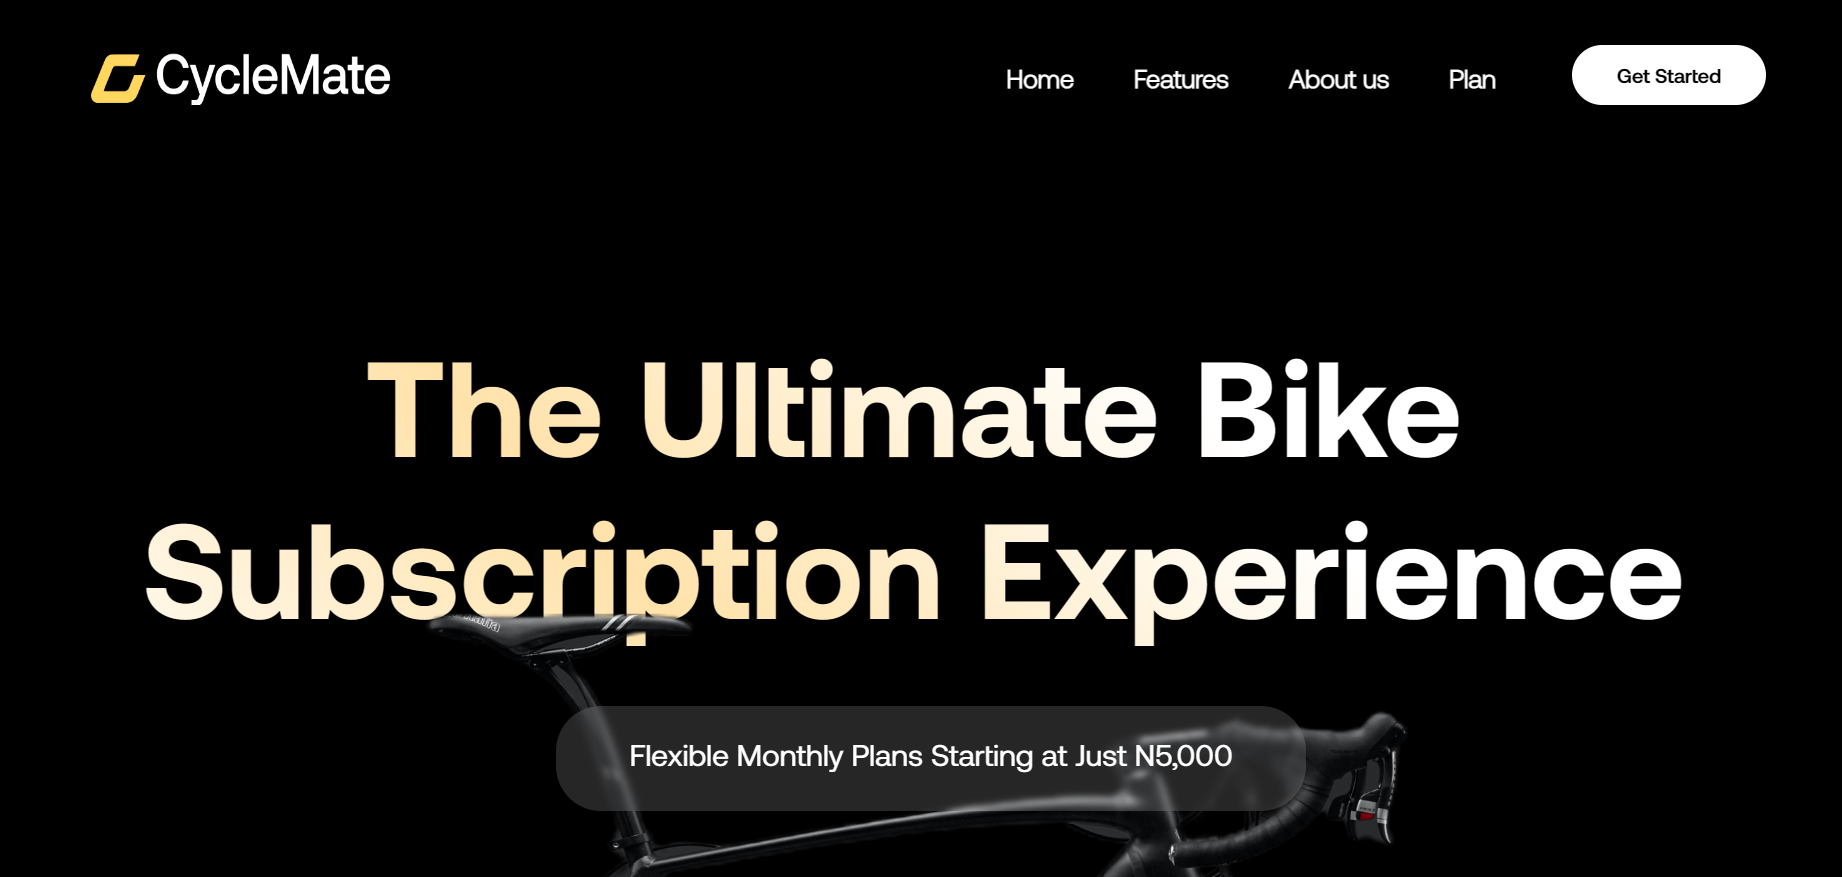 CycleMate
Home
Features
About us
Plan
Get Started
The Ultimate Bike
Subscription Experience
Flexible Monthly Plans Starting at Just N5,000